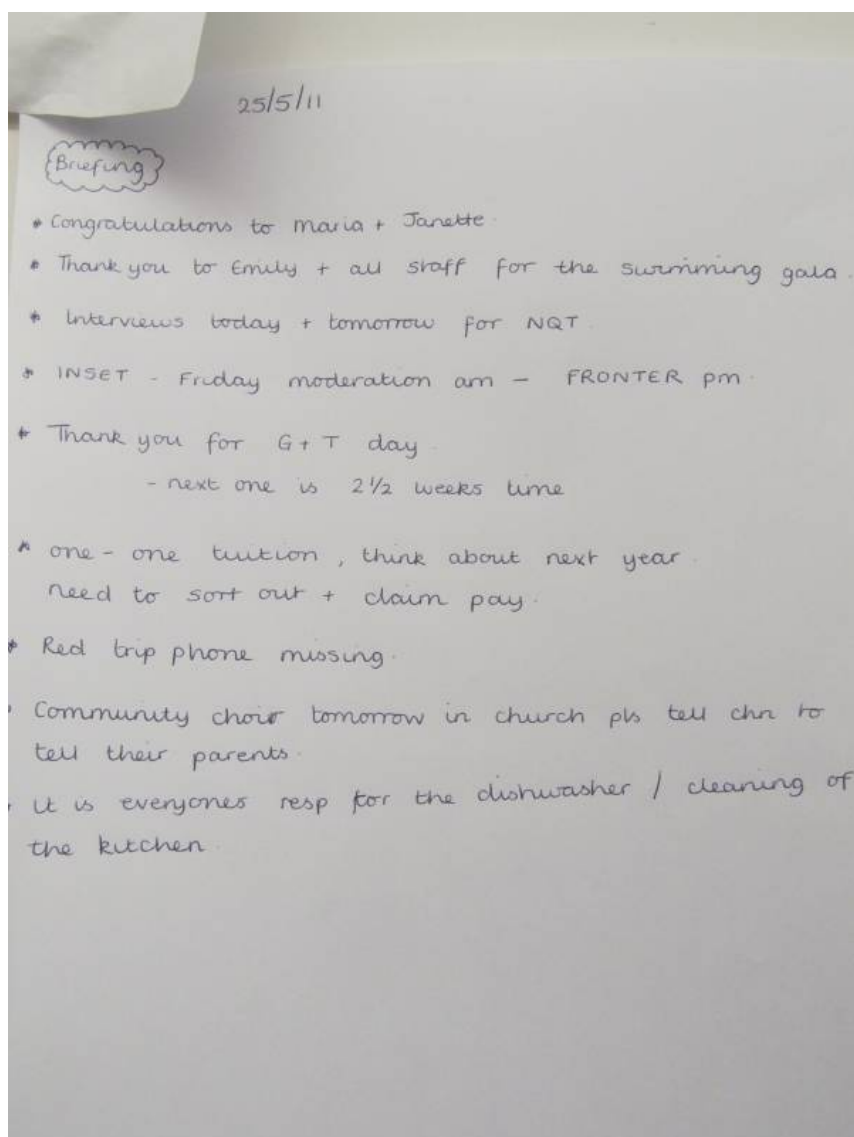 25/5/11
Briefing
* Congratulations to Maria + Janette.
* Thank you to Emily + all staff for the swimming gala.
* Interviews today + tomorrow for NQT.
* INSET - Friday moderation am - FRONTER pm.
* Thank you for G+T day.
- next one is 2 1/2 weeks time
* one - one tuition, think about next year.
need to sort out + claim pay.
* Red trip phone missing.
* Community choir tomorrow in church pls tell chn to
tell their parents.
* it is everyones resp for the dishwasher / cleaning of
the kitchen.